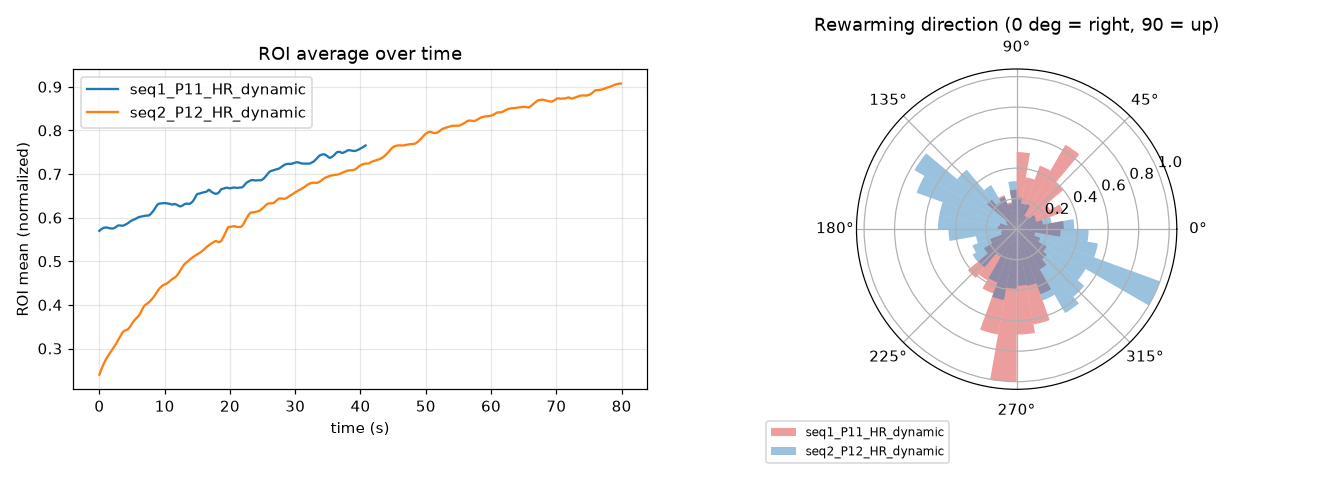 ROI average over time
ROI mean (normalized)
0.9
0.8
0.7
0.6
0.5
0.4
0.3
seq1_P11_HR_dynamic
seq2_P12_HR_dynamic
0 10 20 30 40 50 60 70 80
time (s)
Rewarming direction (0 deg = right, 90 = up)
90°
135° 45°
1.0
0.8
0.6
0.4
0.2
180° 0°
225° 315°
270°
seq1_P11_HR_dynamic
seq2_P12_HR_dynamic